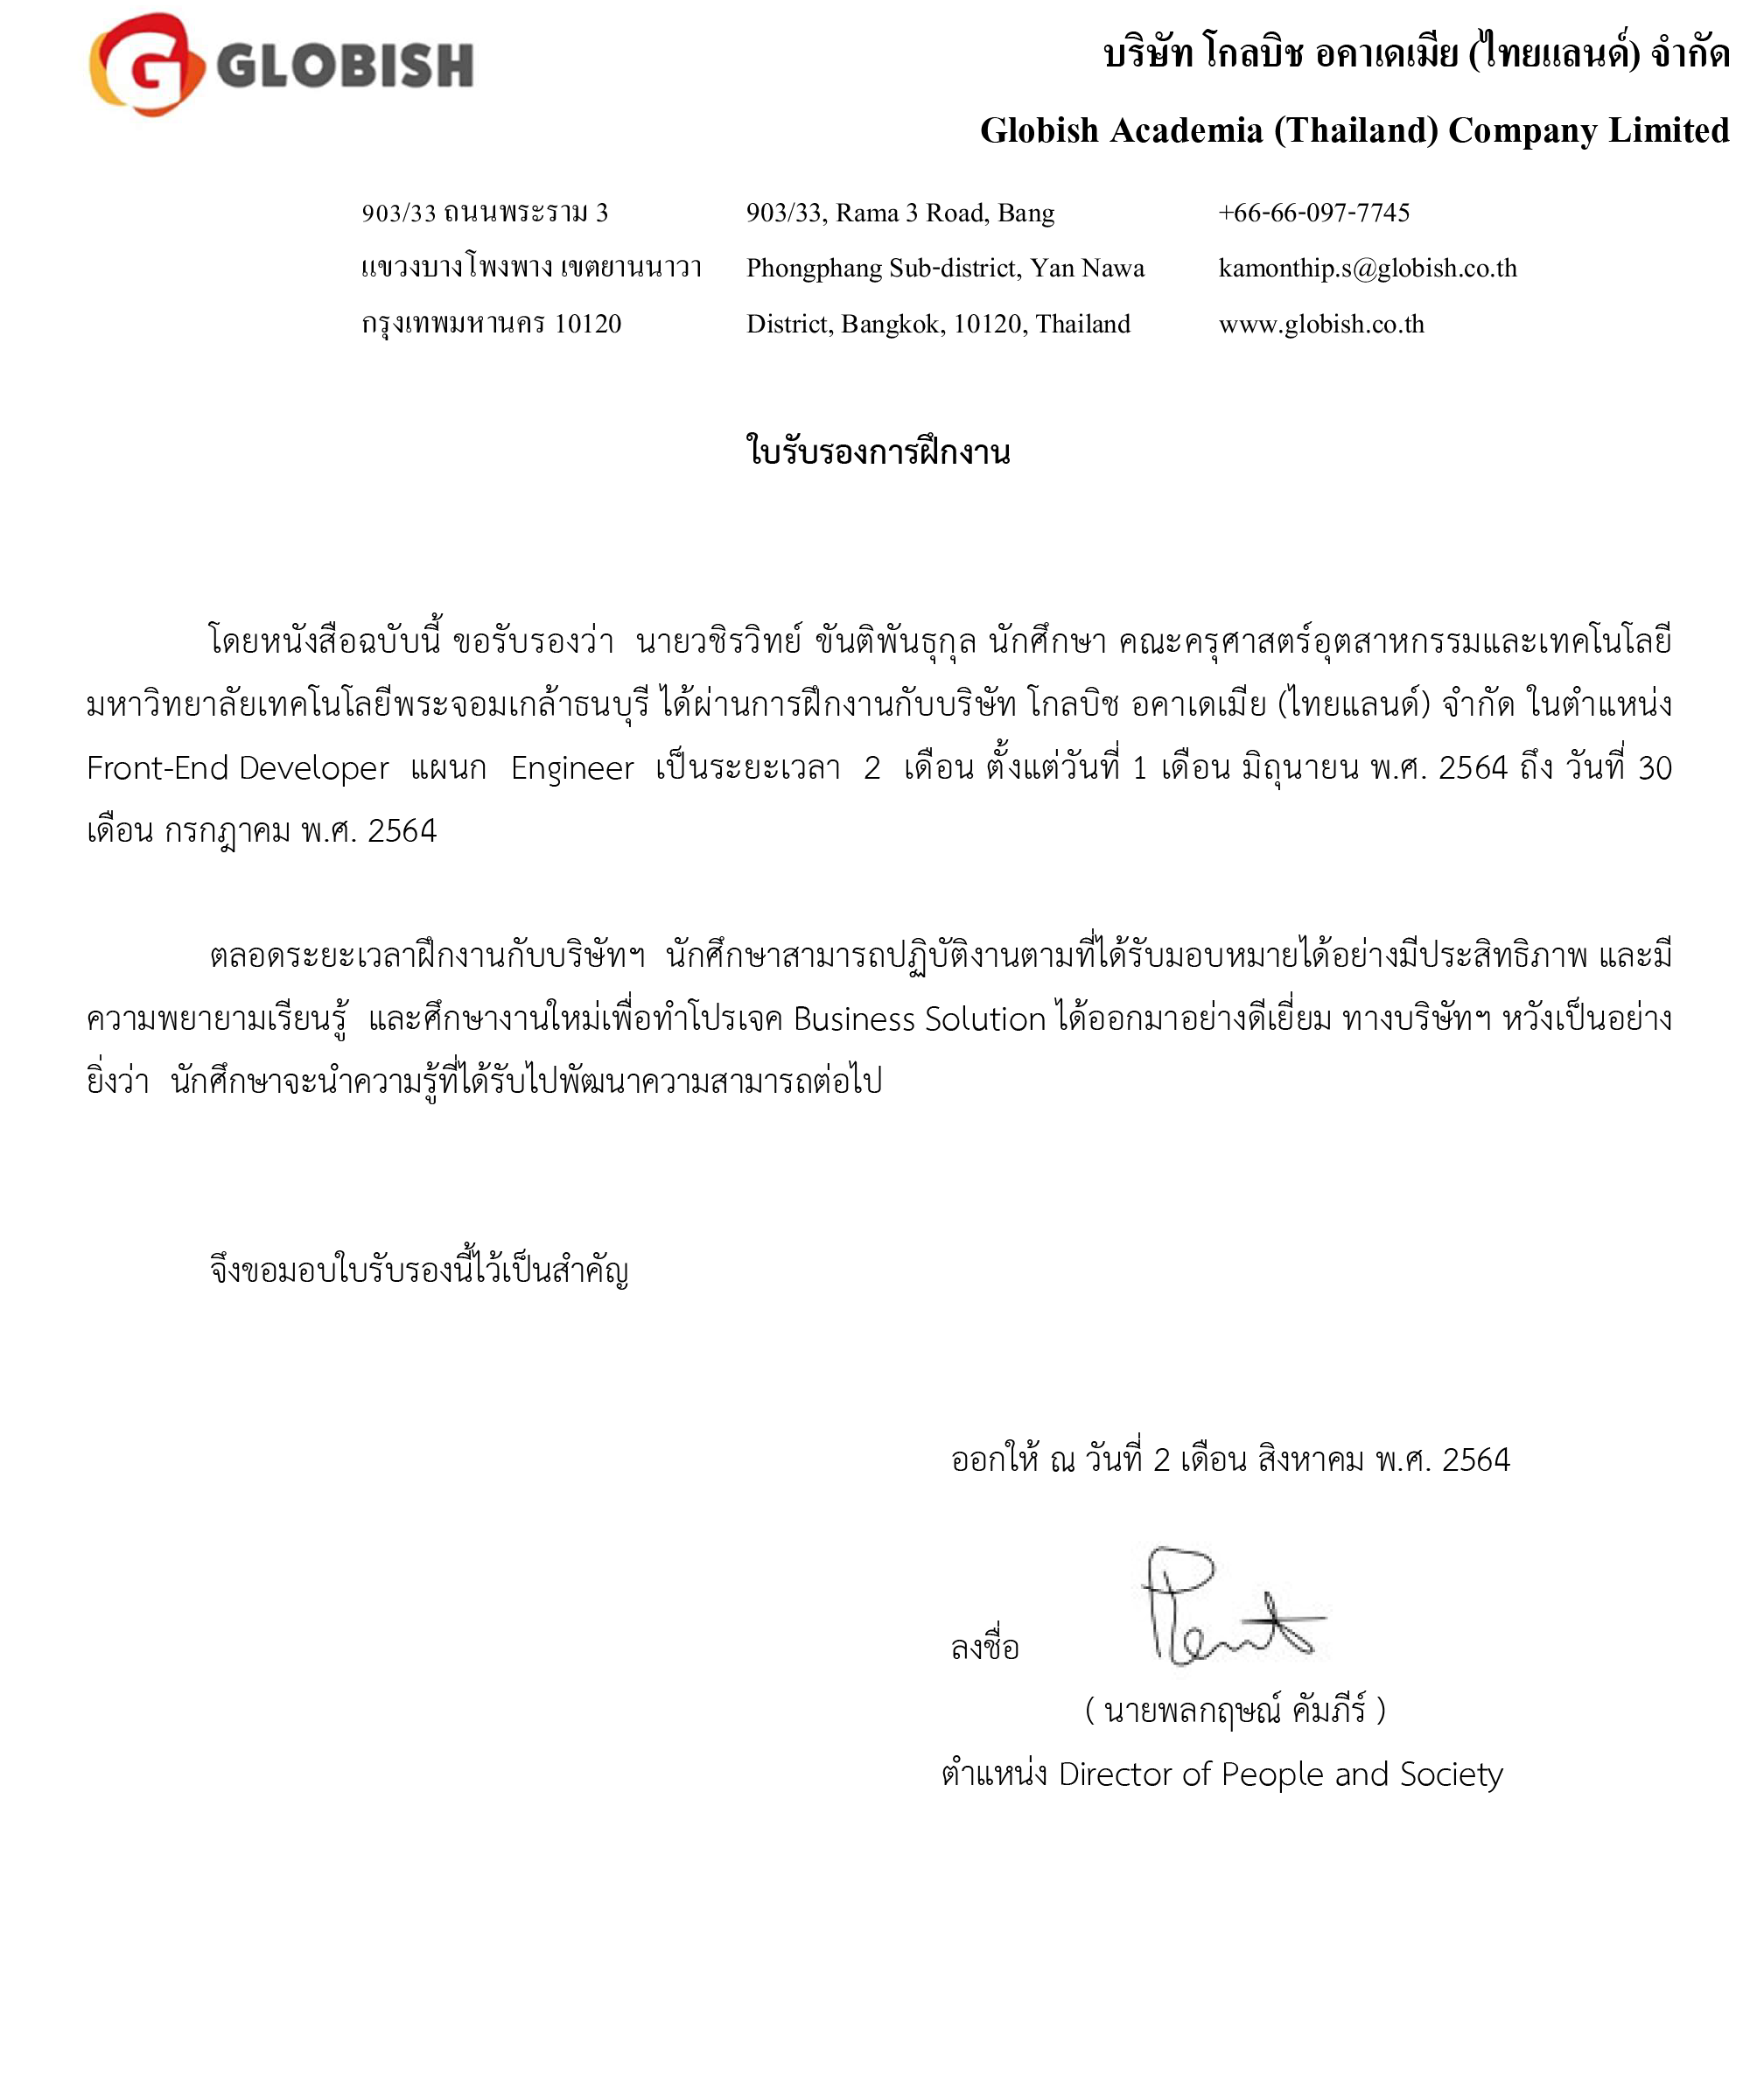 GLOBISH
บริษัท โกลบิช อคาเดเมีย (ไทยแลนด์) จำกัด
Globish Academia (Thailand) Company Limited
903/33 ถนนพระราม 3
แขวงบางโพงพาง เขตยานนาวา
กรุงเทพมหานคร 10120
903/33, Rama 3 Road, Bang
Phongphang Sub-district, Yan Nawa
District, Bangkok, 10120, Thailand
+66-66-097-7745
kamonthip.s@globish.co.th
www.globish.co.th
ใบรับรองการฝึกงาน
โดยหนังสือฉบับนี้ ขอรับรองว่า นายวชิรวิทย์ ขันติพันธุกุล นักศึกษา คณะครุศาสตร์อุตสาหกรรมและเทคโนโลยี
มหาวิทยาลัยเทคโนโลยีพระจอมเกล้าธนบุรี ได้ผ่านการฝึกงานกับบริษัท โกลบิช อคาเดเมีย (ไทยแลนด์) จำกัด ในตำแหน่ง
Front-End Developer แผนก Engineer เป็นระยะเวลา 2 เดือน ตั้งแต่วันที่ 1 เดือน มิถุนายน พ.ศ. 2564 ถึง วันที่ 30
เดือน กรกฎาคม พ.ศ. 2564
ตลอดระยะเวลาฝึกงานกับบริษัทฯ นักศึกษาสามารถปฏิบัติงานตามที่ได้รับมอบหมายได้อย่างมีประสิทธิภาพ และมี
ความพยายามเรียนรู้ และศึกษางานใหม่เพื่อทำโปรเจค Business Solution ได้ออกมาอย่างดีเยี่ยม ทางบริษัทฯ หวังเป็นอย่าง
ยิ่งว่า นักศึกษาจะนำความรู้ที่ได้รับไปพัฒนาความสามารถต่อไป
จึงขอมอบใบรับรองนี้ไว้เป็นสำคัญ
ออกให้ ณ วันที่ 2 เดือน สิงหาคม พ.ศ. 2564
ลงชื่อ
( นายพลกฤษณ์ คัมภีร์ )
ตำแหน่ง Director of People and Society